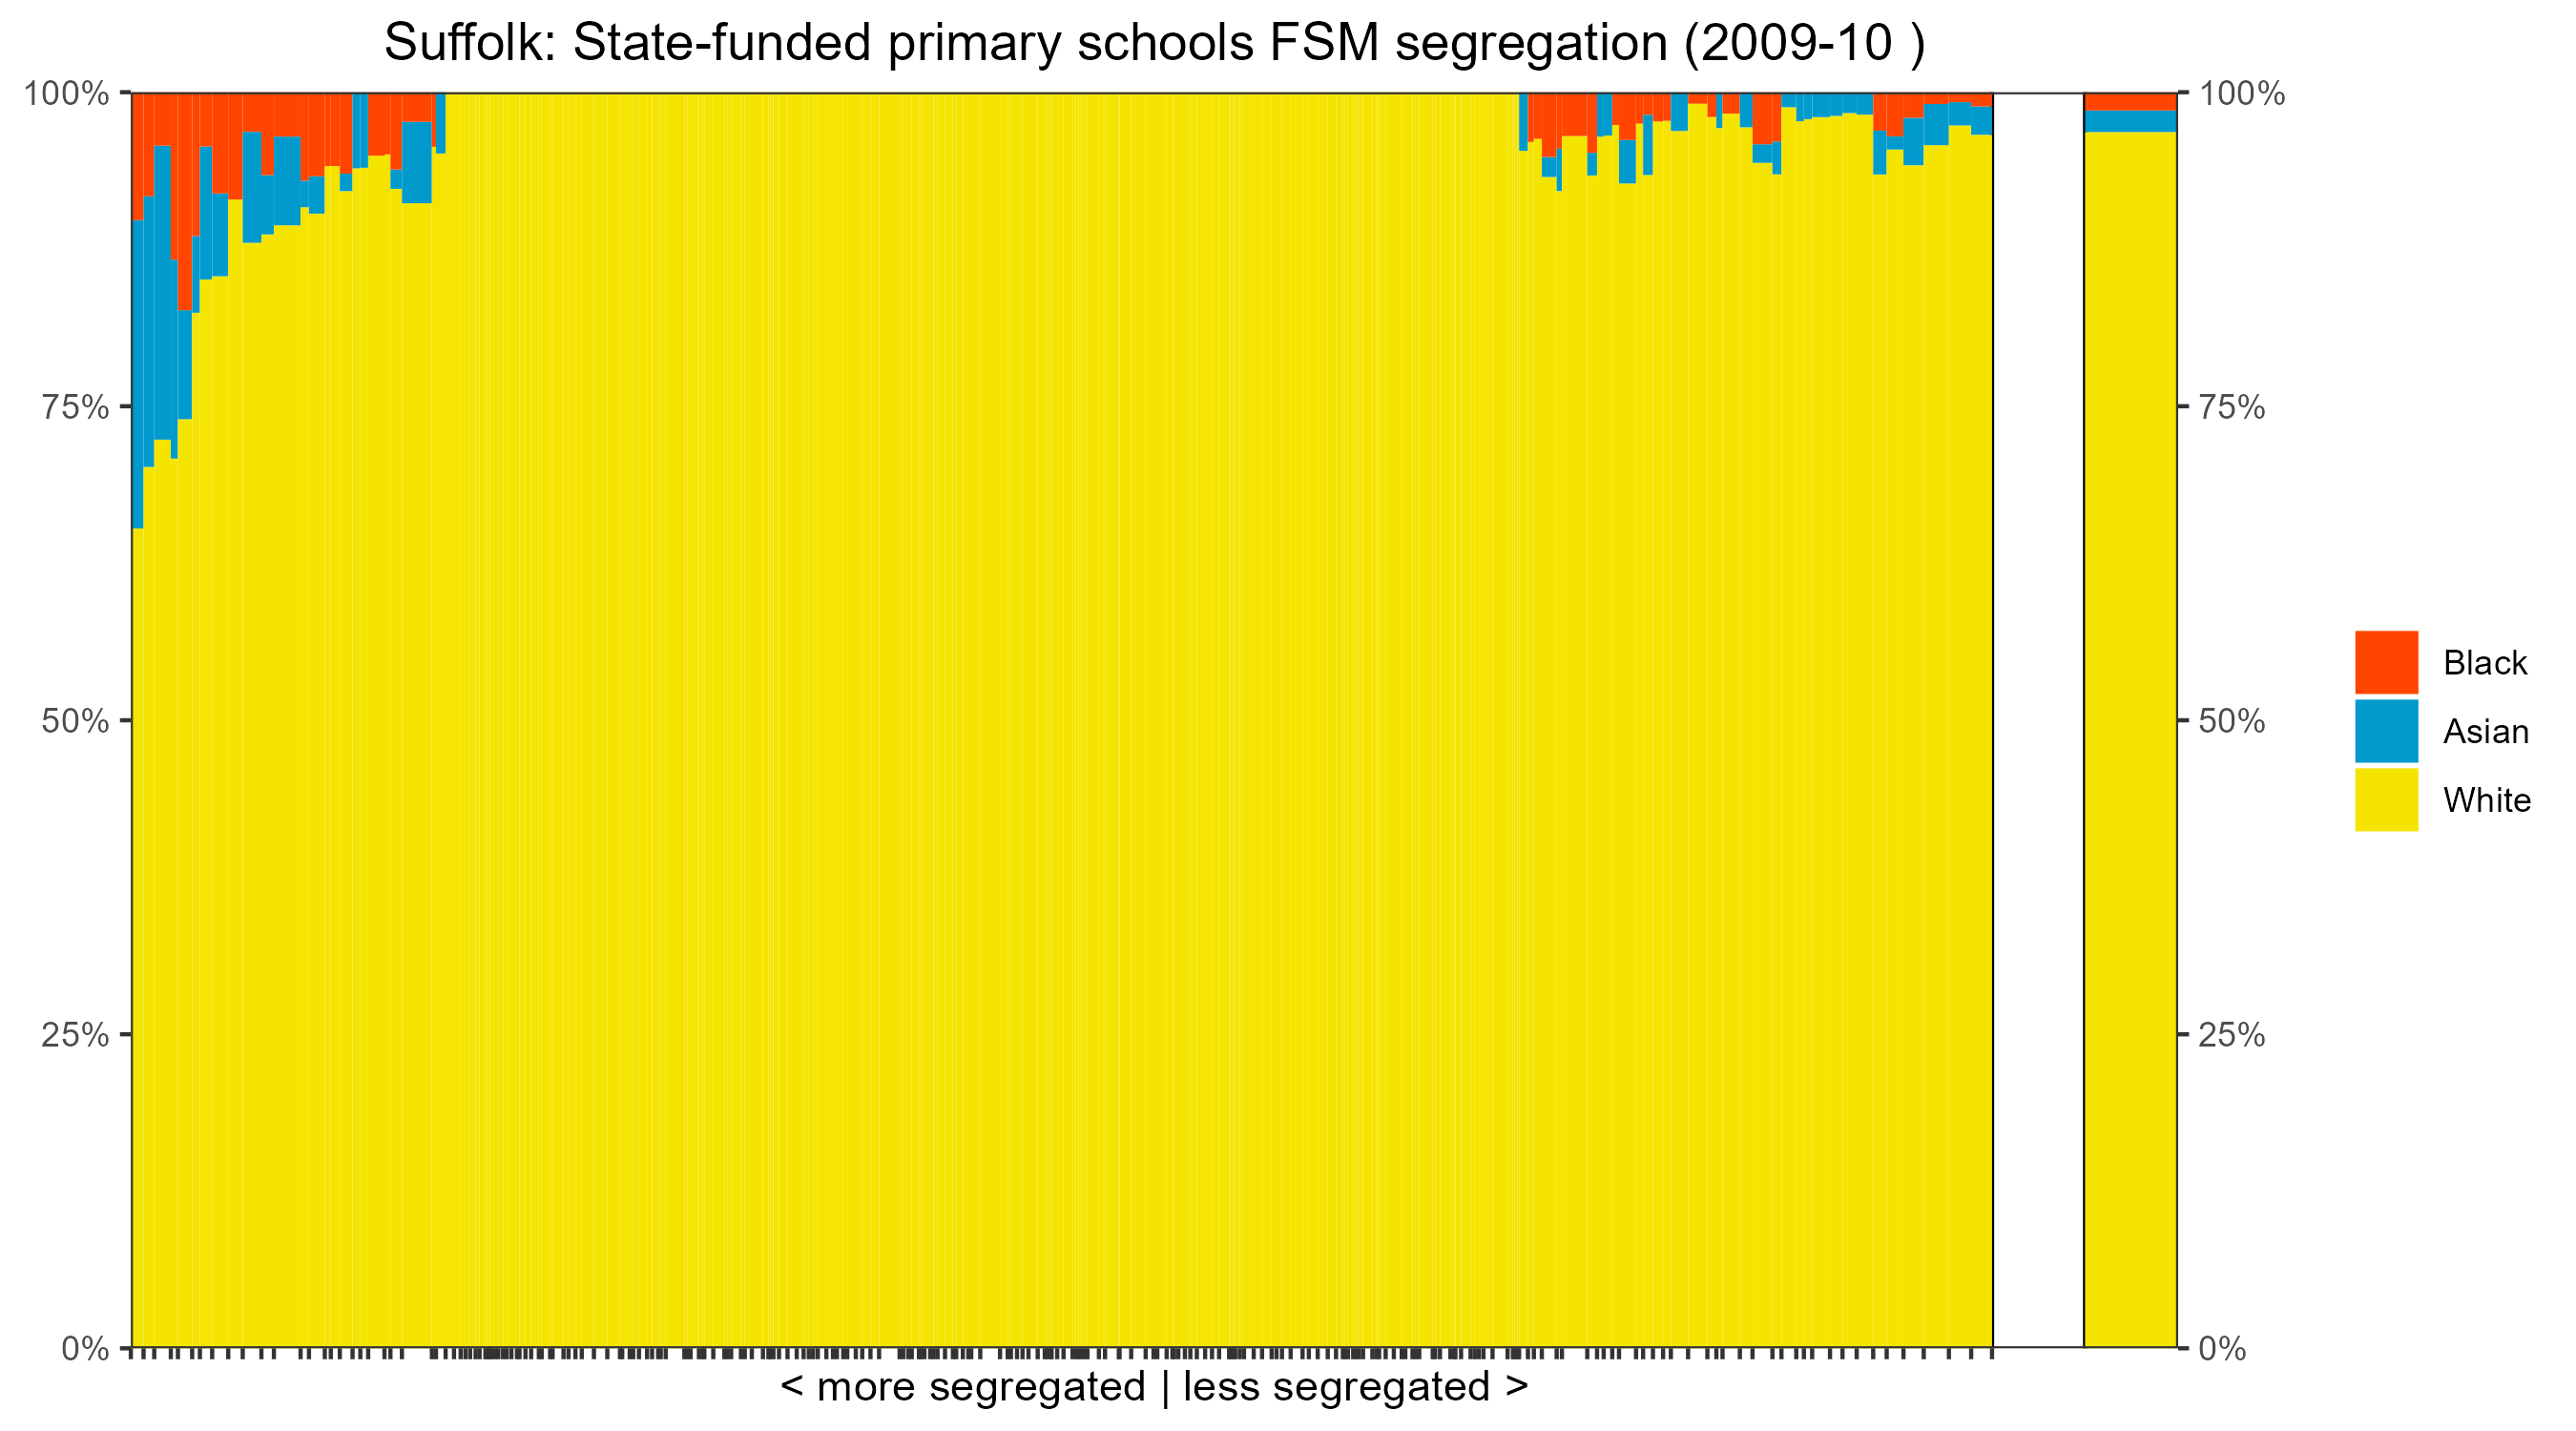 Suffolk: State-funded primary schools FSM segregation (2009-10 )
100%
75%
50%
25%
0%
100%
75%
50%
25%
0%
< more segregated | less segregated >
Black
Asian
White